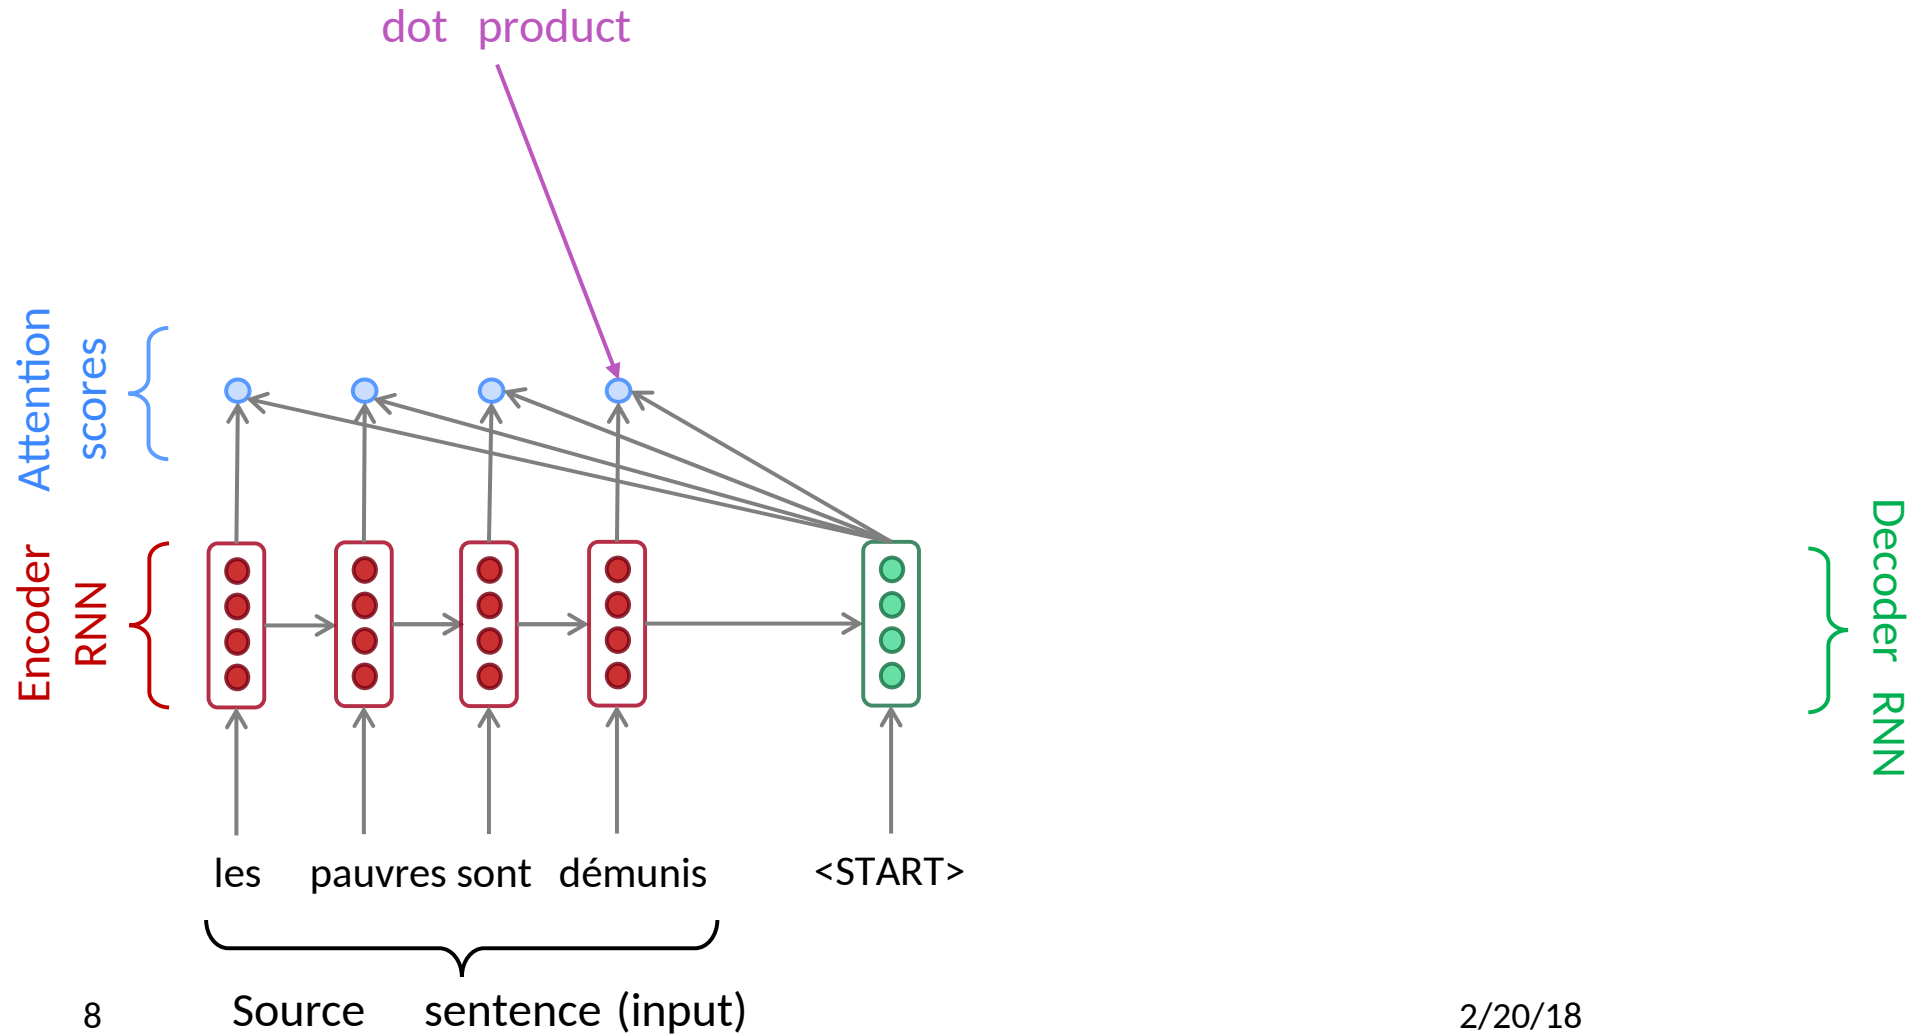 dot product
Attention
scores
Encoder
RNN
Decoder RNN
les pauvres sont démunis <START>
Source sentence (input)
8 2/20/18